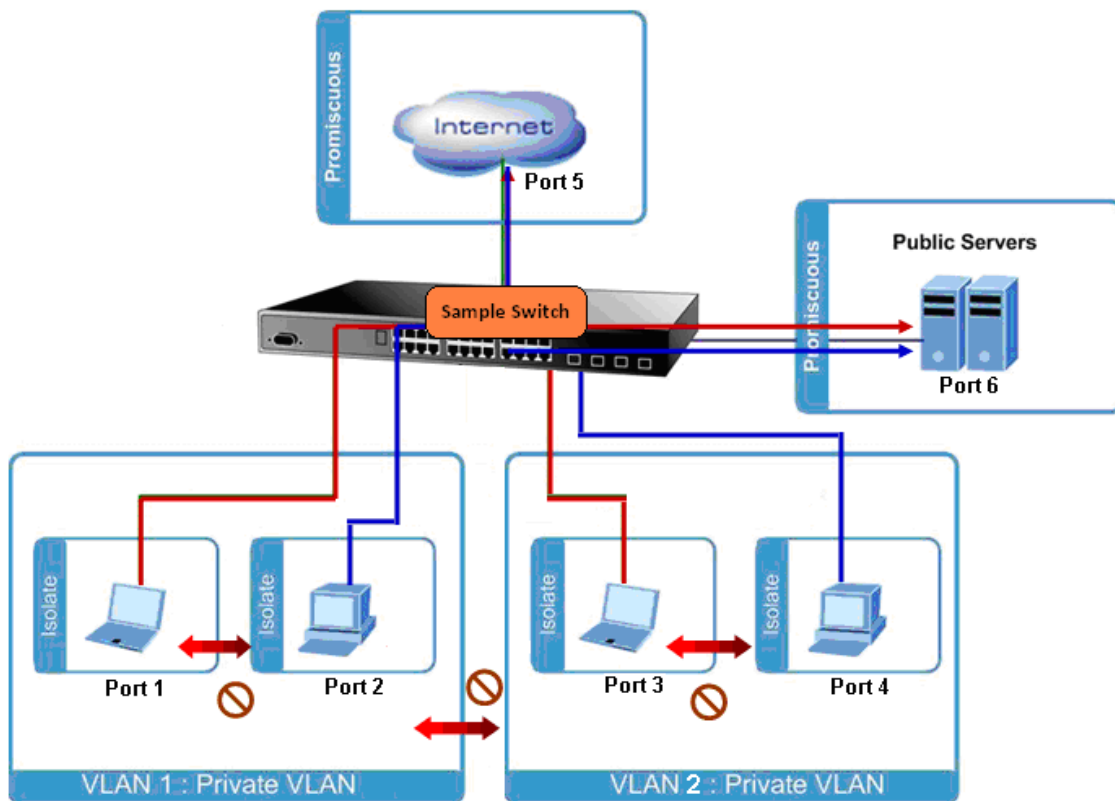 Promiscuous
Internet
Port 5
Promiscuous
Public Servers
Port 6
Sample Switch
Isolate
Port 1
Isolate
Port 2
Isolate
Port 3
Isolate
Port 4
VLAN 1 : Private VLAN
VLAN 2 : Private VLAN